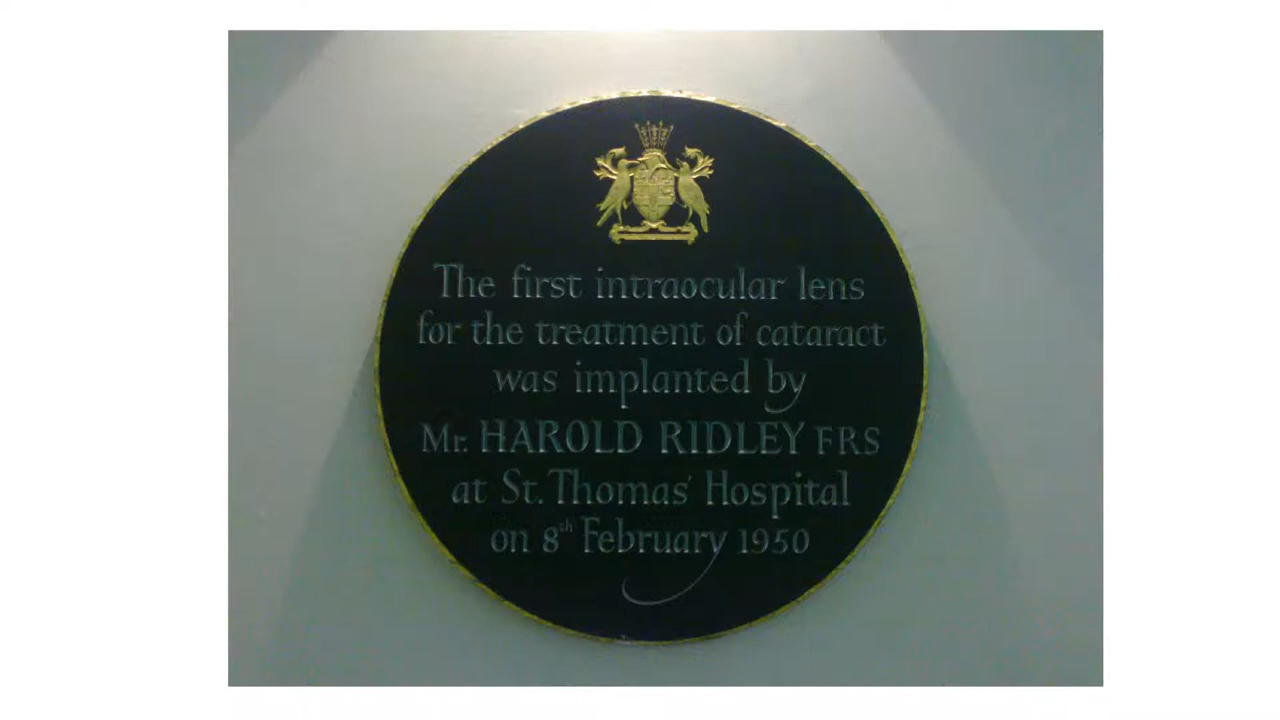 The first intraocular lens
for the treatment of cataract
was implanted by
Mr. HAROLD RIDLEY FRS
at St. Thomas' Hospital
on 8th February 1950